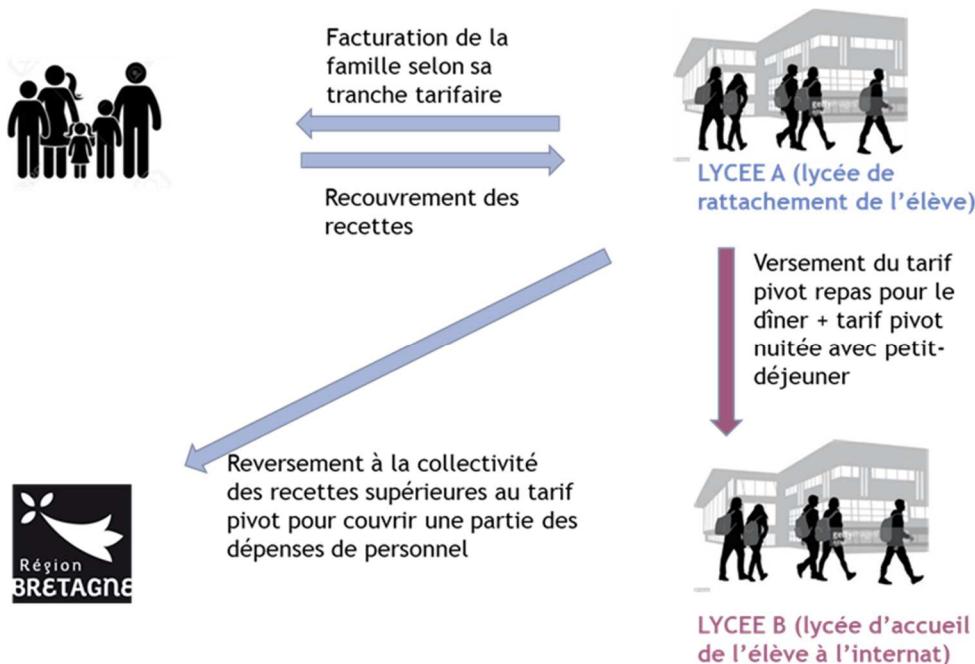 Facturation de la
famille selon sa
tranche tarifaire
Recouvrement des
recettes
LYCEE A (lycée de
rattachement de l'élève)
Versement du tarif
pivot repas pour le
dîner + tarif pivot
nuitée avec petit-
déjeuner
Reversement à la collectivité
des recettes supérieures au tarif
pivot pour couvrir une partie des
dépenses de personnel
Région
BRETAGNE
LYCEE B (lycée d'accueil
de l'élève à l'internat)